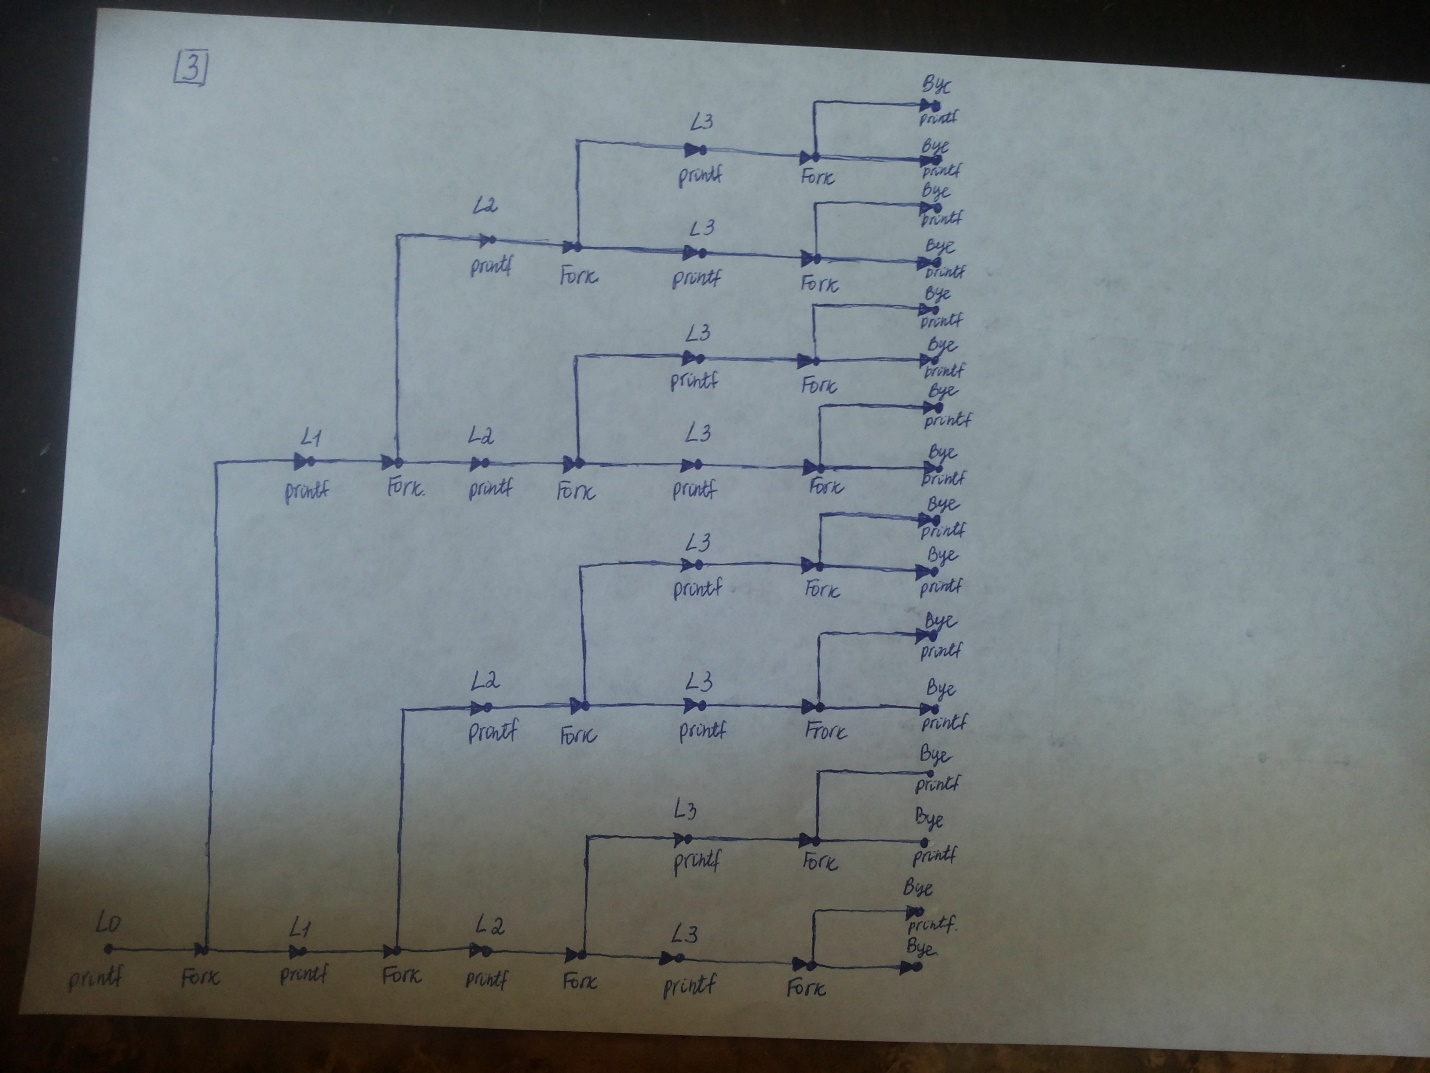 3
Bye
printf
L3
Bye
printf
Fork
printf
L2
Bye
printf
L3
Bye
printf
Fork
printf
Fork
printf
Bye
printf
L3
Bye
printf
Fork
printf
Bye
printf
L1
L2
L3
Bye
printf
Fork.
printf
Fork
printf
Fork
printf
Bye
printf
L3
Bye
printf
Fork
printf
Bye
printf
L2
L3
Bye
printf
printf
Fork
printf
Frork
Bye
printf
L3
Bye
printf
Fork
printf
Bye
printf.
L0
L1
L2
L3
Bye.
printf
Fork
printf
Fork
printf
Fork
printf
Fork